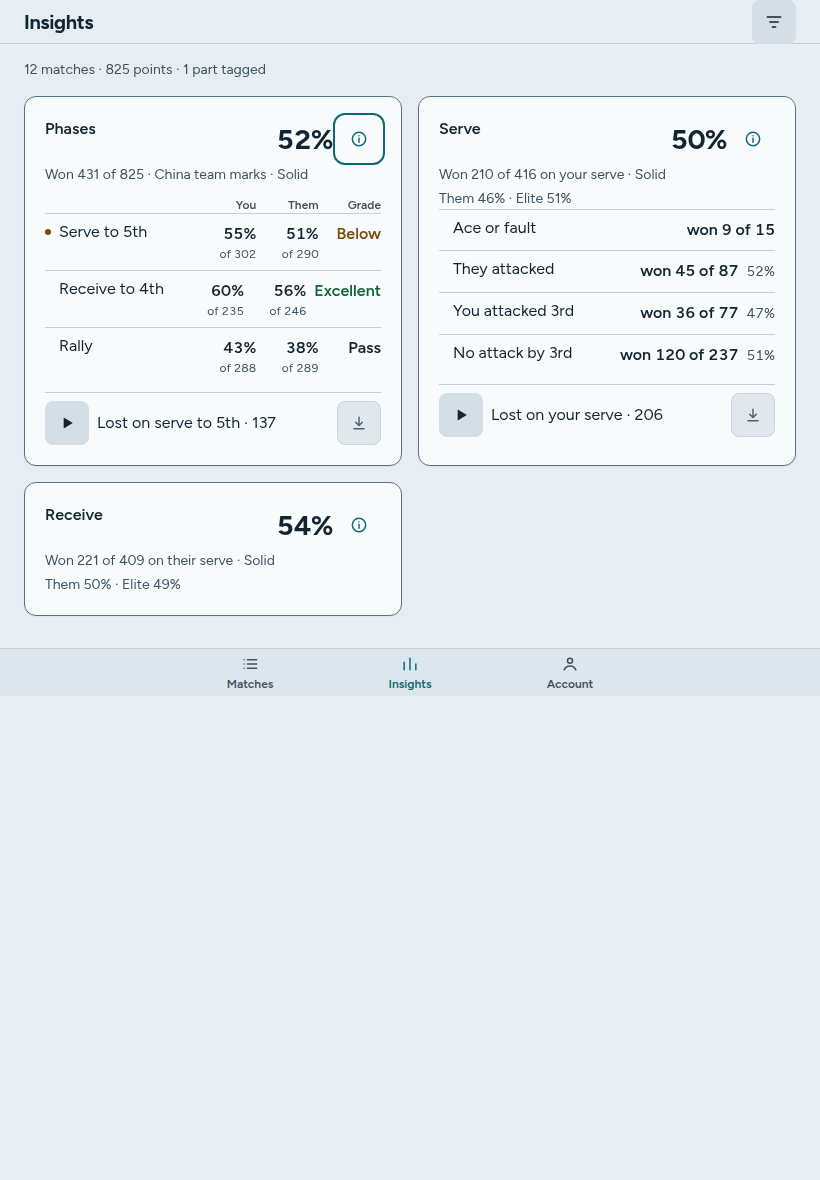 Insights
12 matches · 825 points · 1 part tagged
Phases
52%
Won 431 of 825 · China team marks · Solid
You Them Grade
Serve to 5th 55% 51% Below
of 302 of 290
Receive to 4th 60% 56% Excellent
of 235 of 246
Rally 43% 38% Pass
of 288 of 289
Lost on serve to 5th · 137
Serve
50%
Won 210 of 416 on your serve · Solid
Them 46% · Elite 51%
Ace or fault won 9 of 15
They attacked won 45 of 87 52%
You attacked 3rd won 36 of 77 47%
No attack by 3rd won 120 of 237 51%
Lost on your serve · 206
Receive
54%
Won 221 of 409 on their serve · Solid
Them 50% · Elite 49%
Matches Insights Account